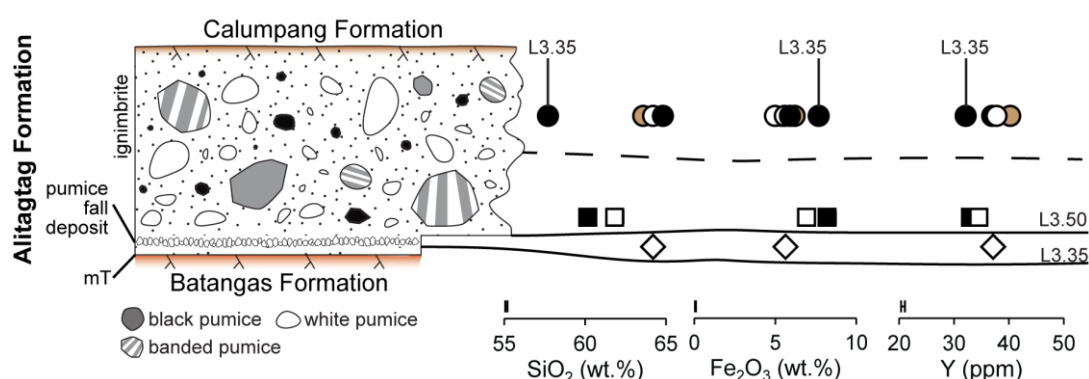 Calumpang Formation
L3.35
L3.35
L3.35
Alitagtag Formation
ignimbrite
pumice
fall
deposit
mT
L3.50
L3.35
Batangas Formation
black pumice
white pumice
banded pumice
55 60 65
SiO₂ (wt.%)
0 5 10
Fe₂O₃ (wt.%)
20 30 40 50
Y (ppm)